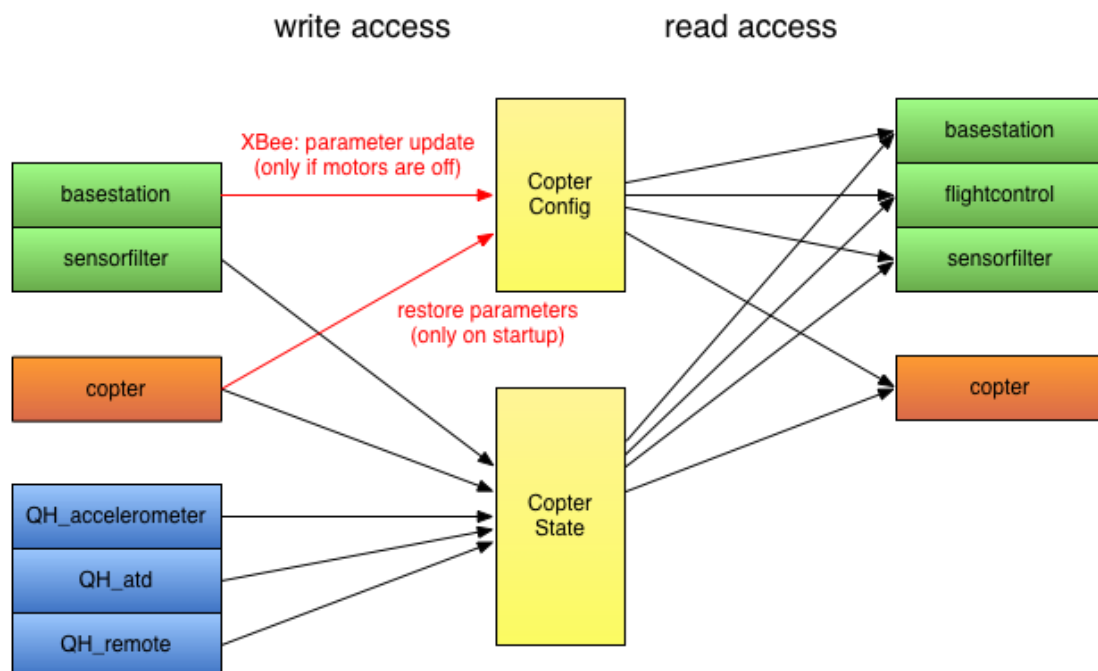 write access
read access
XBee: parameter update
(only if motors are off)
basestation
sensorfilter
copter
QH_accelerometer
QH_atd
QH_remote
restore parameters
(only on startup)
Copter
Config
Copter
State
basestation
flightcontrol
sensorfilter
copter